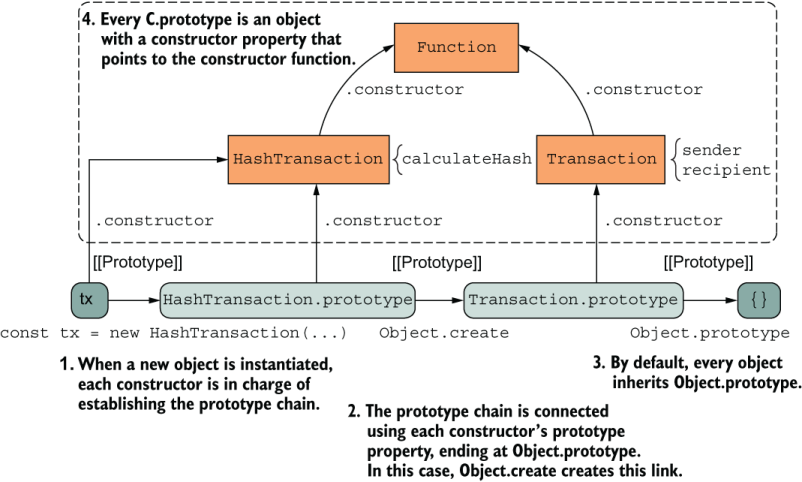 4. Every C.prototype is an object
with a constructor property that
points to the constructor function.
Function
.constructor
.constructor
HashTransaction
calculateHash
Transaction
sender
recipient
.constructor
.constructor
.constructor
[[Prototype]]
[[Prototype]]
[[Prototype]]
tx
HashTransaction.prototype
Transaction.prototype
{}
const tx = new HashTransaction(...)
Object.create
Object.prototype
1. When a new object is instantiated,
each constructor is in charge of
establishing the prototype chain.
3. By default, every object
inherits Object.prototype.
2. The prototype chain is connected
using each constructor's prototype
property, ending at Object.prototype.
In this case, Object.create creates this link.